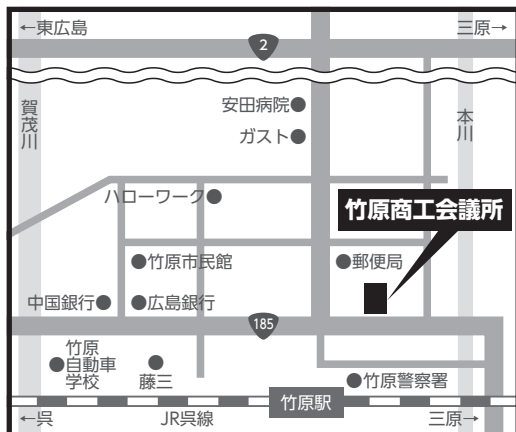 ←東広島
三原→
2
賀茂川
安田病院●
本川
ガスト●
ハローワーク●
竹原商工会議所
●竹原市民館
●郵便局
中国銀行●
●広島銀行
185
竹原
●自動車
学校
●
藤三
●竹原警察署
竹原駅
←呉
JR呉線
三原→